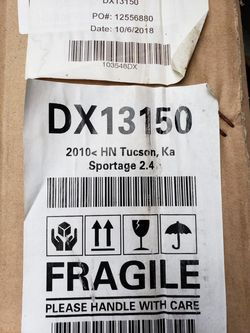 DX13150
PO#: 12556880
Date: 10/6/2018
103548DX
DX13150
2010< HN Tucson, Ka
Sportage 2.4
FRAGILE
PLEASE HANDLE WITH CARE